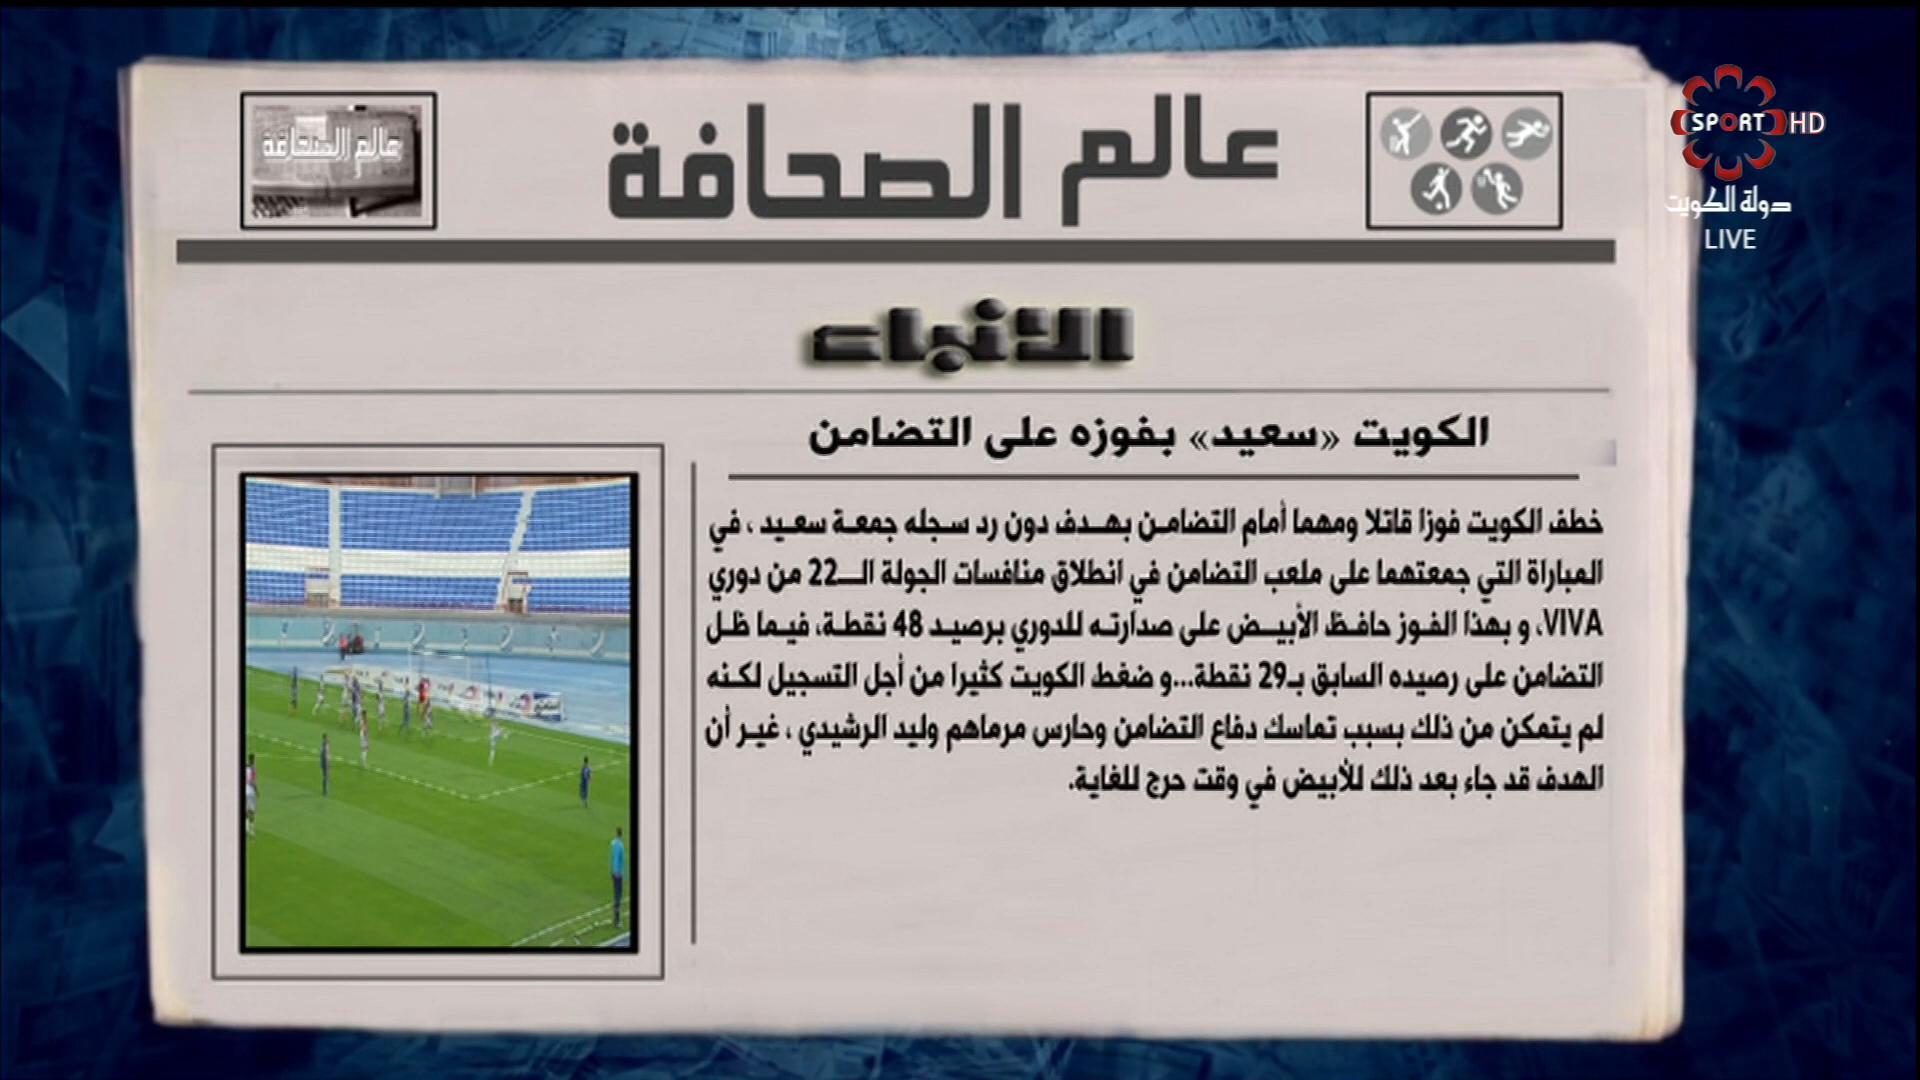 عالم الصحافة
عالم الصحافة
SPORT HD
دولة الكويت
LIVE
الانباء
الكويت «سعيد» بفوزه على التضامن
خطف الكويت فوزا قاتلا ومهما أمام التضامن بهدف دون رد سجله جمعة سعيد ، في
المباراة التي جمعتهما على ملعب التضامن في انطلاق منافسات الجولة الـ22 من دوري
VIVA، و بهذا الفوز حافظ الأبيض على صدارته للدوري برصيد 48 نقطة، فيما ظل
التضامن على رصيده السابق بـ29 نقطة...و ضغط الكويت كثيرا من أجل التسجيل لكنه
لم يتمكن من ذلك بسبب تماسك دفاع التضامن وحارس مرماهم وليد الرشيدي ، غير أن
الهدف قد جاء بعد ذلك للأبيض في وقت حرج للغاية.